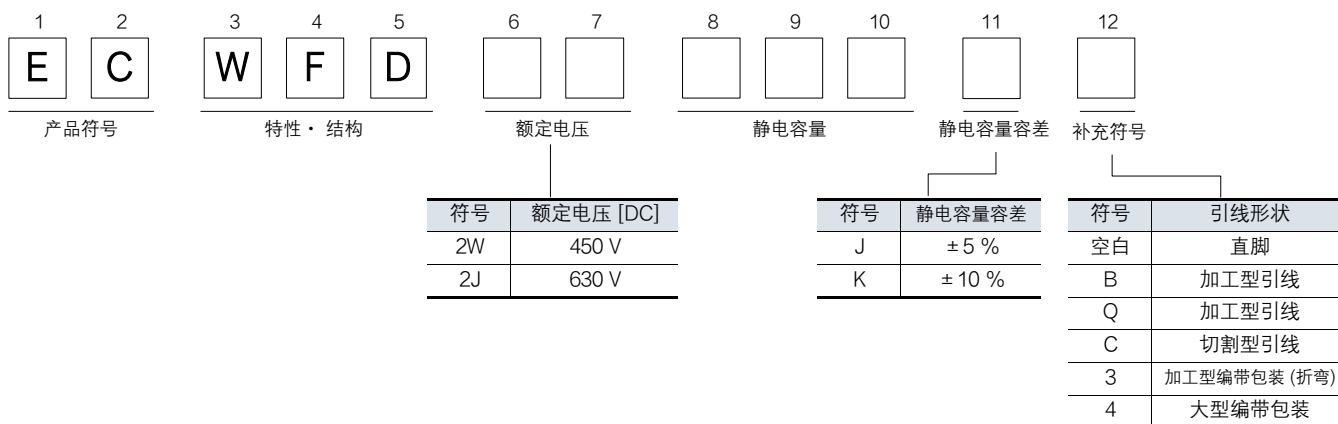 1 2 3 4 5 6 7 8 9 10 11 12
E C W F D
产品符号 特性・结构 额定电压 静电容量 静电容量容差 补充符号
符号 额定电压 [DC] 符号 静电容量容差 符号 引线形状
2W 450 V J ±5 % 空白 直脚
2J 630 V K ±10 % B 加工型引线
Q 加工型引线
C 切割型引线
3 加工型编带包装 (折弯)
4 大型编带包装